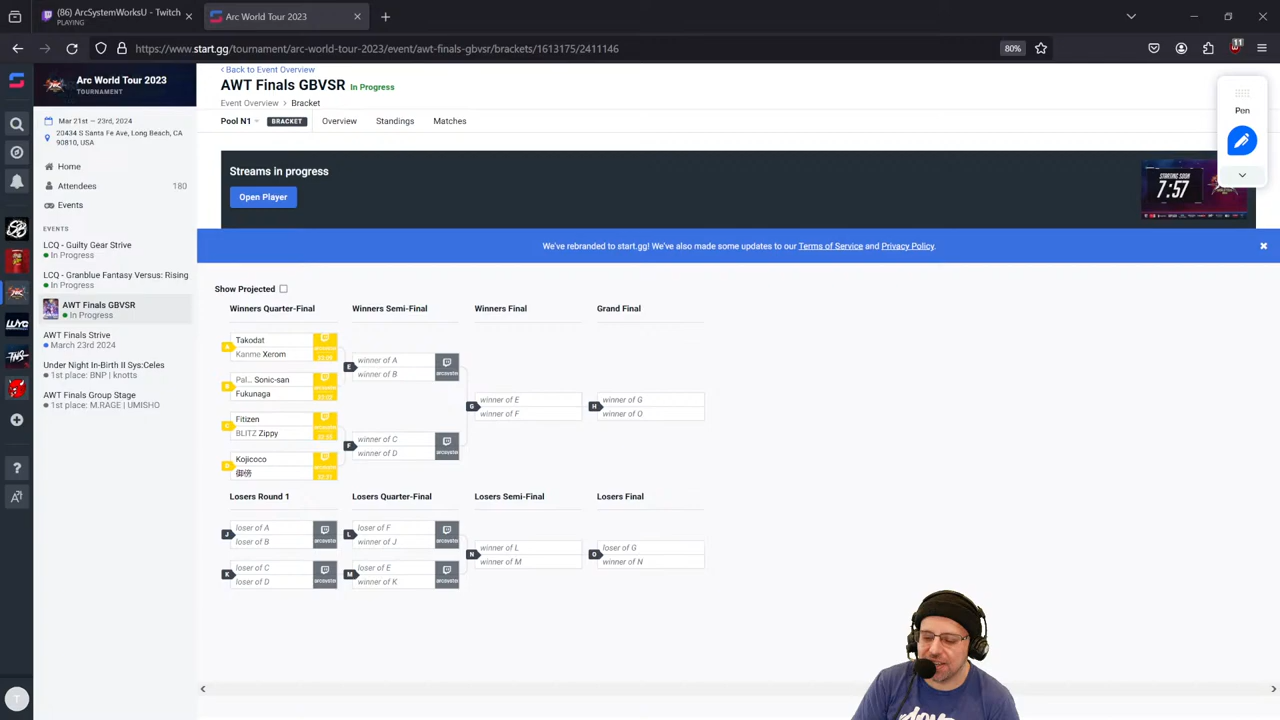 (86) ArcSystemWorksU - Twitch
PLAYING
Arc World Tour 2023
https://www.start.gg/tournament/arc-world-tour-2023/event/awt-finals-gbvsr/brackets/1613175/2411146
80%
11
Arc World Tour 2023
TOURNAMENT
Mar 21st — 23rd, 2024
20434 S Santa Fe Ave, Long Beach, CA
90810, USA
Home
Attendees 180
Events
EVENTS
LCQ - Guilty Gear Strive
In Progress
LCQ - Granblue Fantasy Versus: Rising
In Progress
AWT Finals GBVSR
In Progress
AWT Finals Strive
March 23rd 2024
Under Night In-Birth II Sys:Celes
1st place: BNP | knotts
AWT Finals Group Stage
1st place: M.RAGE | UMISHO
T
‹ Back to Event Overview
AWT Finals GBVSR In Progress
Event Overview > Bracket
Pool N1 BRACKET Overview Standings Matches
Streams in progress
Open Player
STARTING SOON
7:57
Pen
We've rebranded to start.gg! We've also made some updates to our Terms of Service and Privacy Policy.
Show Projected
Winners Quarter-Final Winners Semi-Final Winners Final Grand Final
A
Takodat
Kanme Xerom
B
Pal... Sonic-san
Fukunaga
C
Fitizen
BLITZ Zippy
D
Kojicoco
御傍
E
winner of A
winner of B
F
winner of C
winner of D
G
winner of E
winner of F
H
winner of G
winner of O
Losers Round 1 Losers Quarter-Final Losers Semi-Final Losers Final
J
loser of A
loser of B
K
loser of C
loser of D
L
loser of F
winner of J
M
loser of E
winner of K
N
winner of L
winner of M
O
loser of G
winner of N